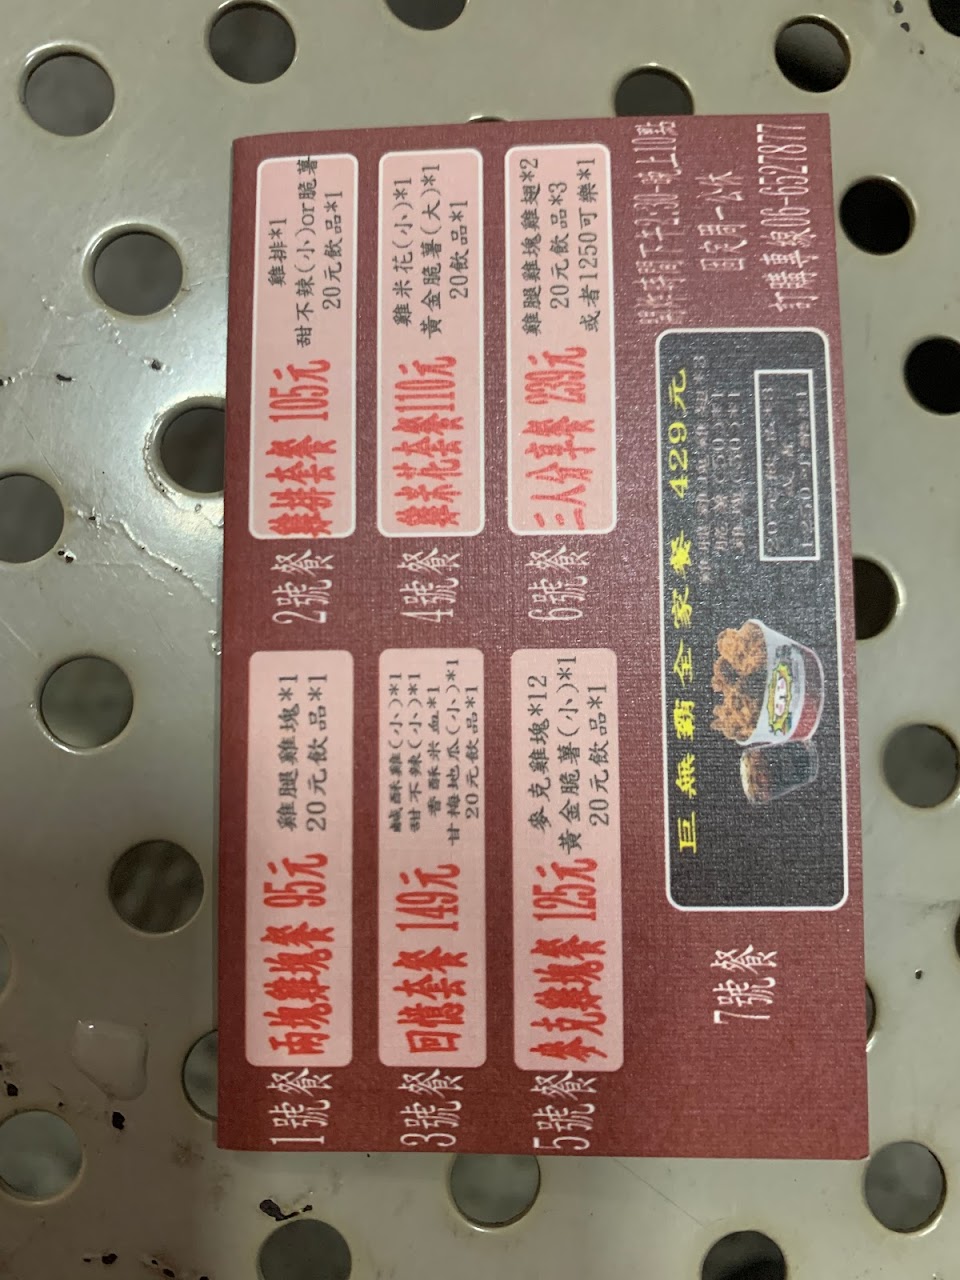 1號餐
兩塊雞塊餐 95元
雞腿雞塊*1
20元飲品*1
2號餐
雞排套餐 105元
雞排*1
甜不辣(小)or脆薯
20元飲品*1
3號餐
回憶套餐 149元
鹹酥雞(小)*1
甜不辣(小)*1
香酥米血*1
甘梅地瓜(小)*1
20元飲品*1
4號餐
雞米花套餐110元
雞米花(小)*1
黃金脆薯(大)*1
20飲品*1
5號餐
麥克雞塊餐 125元
麥克雞塊*12
黃金脆薯(小)*1
20元飲品*1
6號餐
三人分享餐 239元
雞腿雞塊雞翅*2
20元飲品*3
或者1250可樂*1
7號餐
巨無霸全家餐 429元
營業時間下午2:30-晚上10點
固定周一公休
訂購專線06-6527877